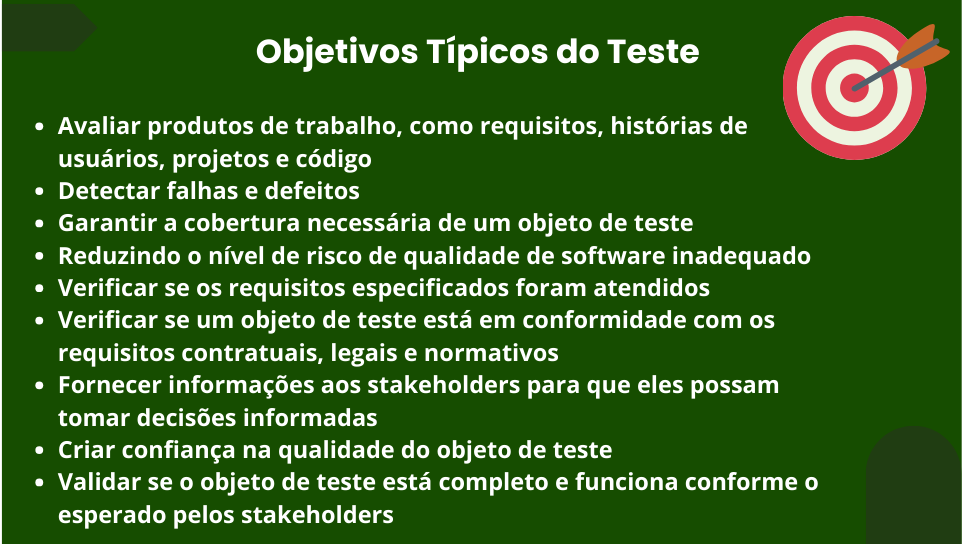 Objetivos Típicos do Teste
• Avaliar produtos de trabalho, como requisitos, histórias de
usuários, projetos e código
• Detectar falhas e defeitos
• Garantir a cobertura necessária de um objeto de teste
• Reduzindo o nível de risco de qualidade de software inadequado
• Verificar se os requisitos especificados foram atendidos
• Verificar se um objeto de teste está em conformidade com os
requisitos contratuais, legais e normativos
• Fornecer informações aos stakeholders para que eles possam
tomar decisões informadas
• Criar confiança na qualidade do objeto de teste
• Validar se o objeto de teste está completo e funciona conforme o
esperado pelos stakeholders